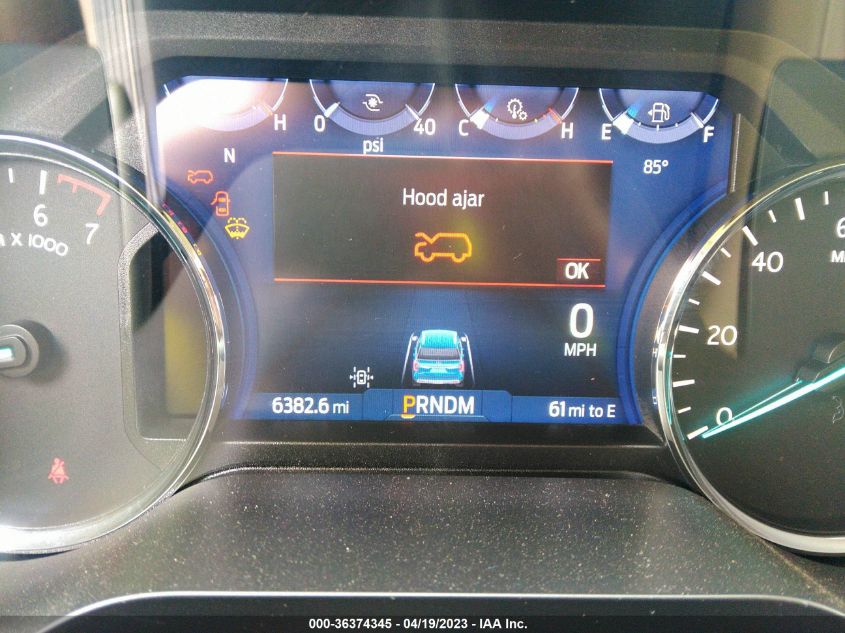 H 0 40 C H E F
psi
N
85°
Hood ajar
OK
6 7
X 1000
0
MPH
6382.6 mi PRNDM 61 mi to E
0 20 40
000-36374345 - 04/19/2023 - IAA Inc.